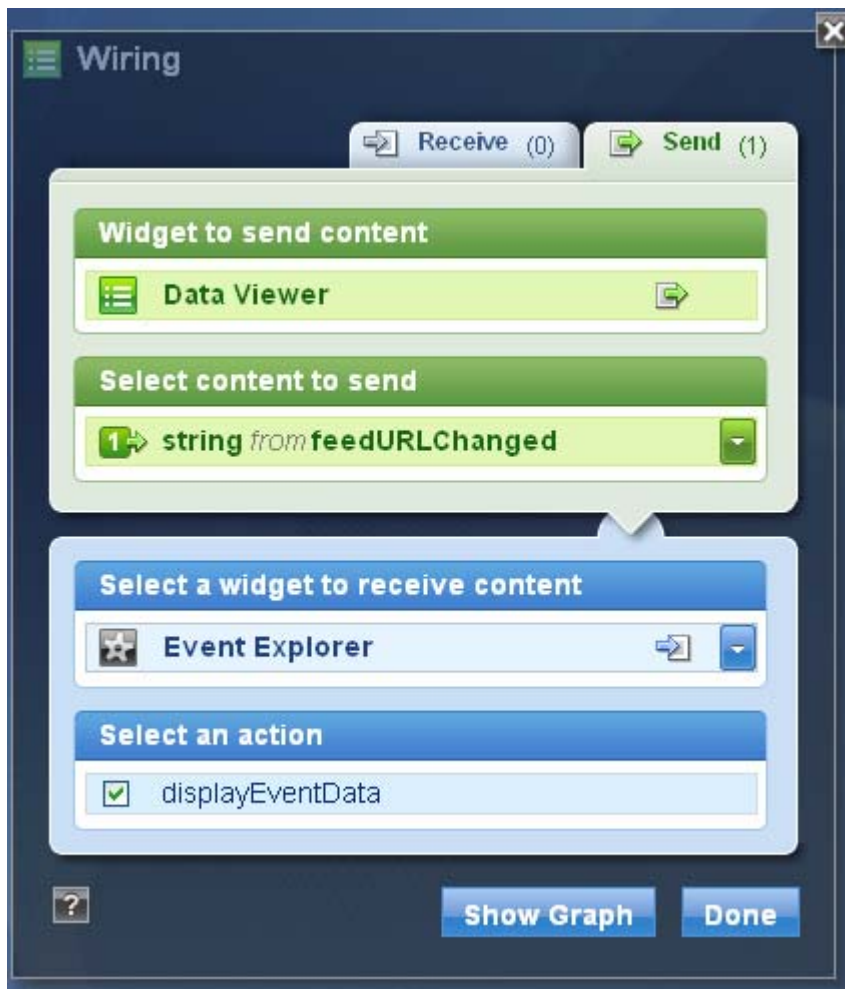 Wiring
Receive (0) Send (1)
Widget to send content
Data Viewer
Select content to send
1 string from feedURLChanged
Select a widget to receive content
Event Explorer
Select an action
displayEventData
? Show Graph Done